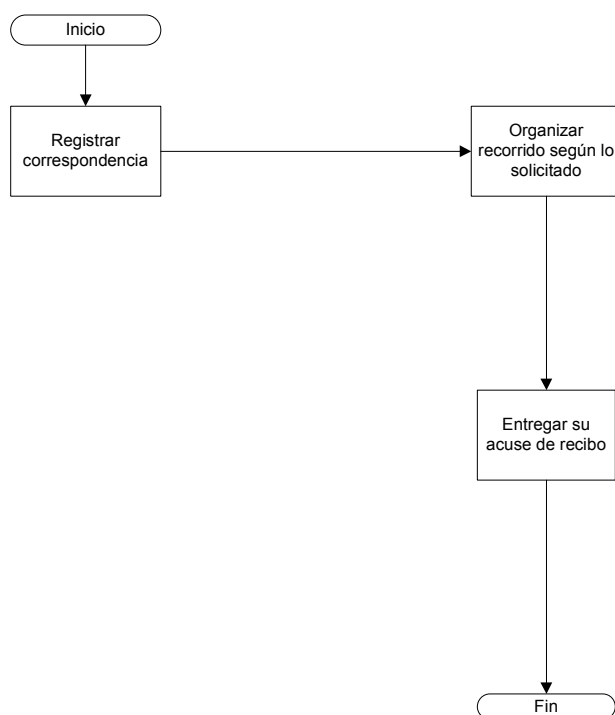 Inicio
Registrar
correspondencia
Organizar
recorrido según lo
solicitado
Entregar su
acuse de recibo
Fin